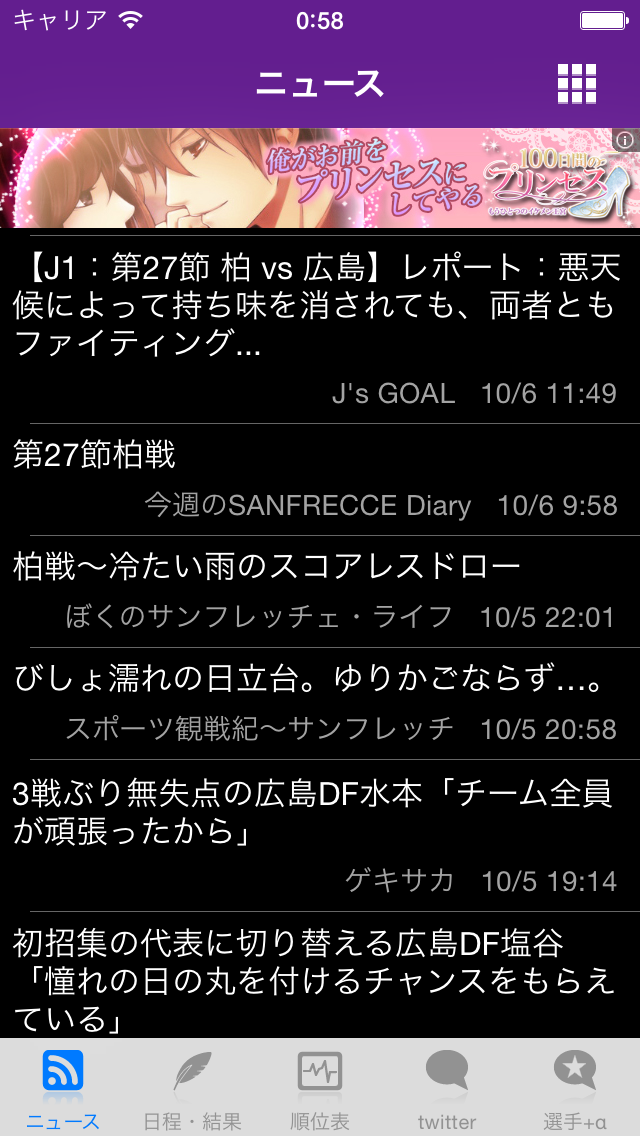 キャリア 0:58
ニュース
俺がお前を
プリンセスに
してやる
100日間の
プリンセス
もうひとつのイケメン王宮
【J1：第27節 柏 vs 広島】レポート：悪天
候によって持ち味を消されても、両者とも
ファイティング...
J's GOAL 10/6 11:49
第27節柏戦
今週のSANFRECCE Diary 10/6 9:58
柏戦〜冷たい雨のスコアレスドロー
ぼくのサンフレッチェ・ライフ 10/5 22:01
びしょ濡れの日立台。ゆりかごならず…。
スポーツ観戦紀〜サンフレッチ 10/5 20:58
3戦ぶり無失点の広島DF水本「チーム全員
が頑張ったから」
ゲキサカ 10/5 19:14
初招集の代表に切り替える広島DF塩谷
「憧れの日の丸を付けるチャンスをもらえ
ている」
ニュース 日程・結果 順位表 twitter 選手+α